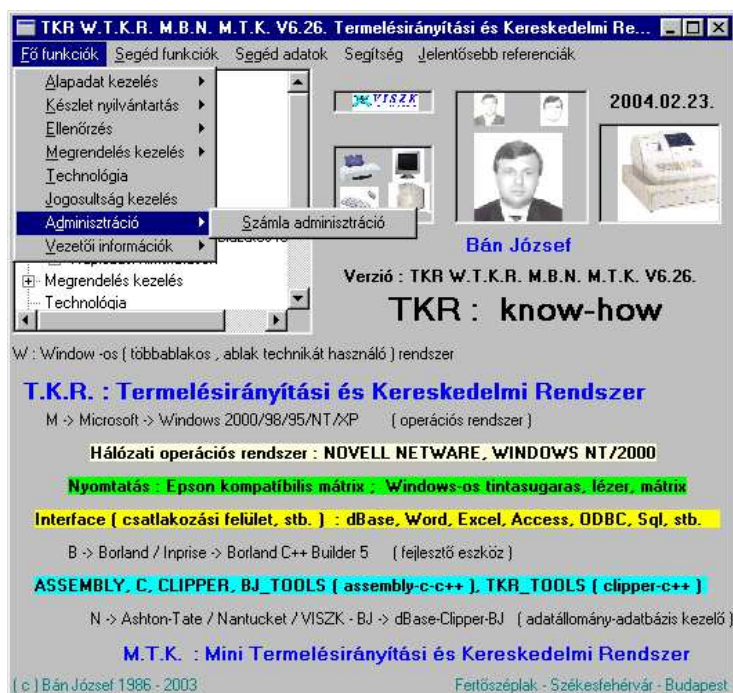 TKR W.T.K.R. M.B.N. M.T.K. V6.26. Termelésirányítási és Kereskedelmi Re...
Fő funkciók Segéd funkciók Segéd adatok Segítség Jelentősebb referenciák
Alapadat kezelés
Készlet nyilvántartás
Ellenőrzés
Megrendelés kezelés
Technológia
Jogosultság kezelés
Adminisztráció
Számla adminisztráció
Vezetői információk
VISZK
2004.02.23.
Bán József
Megrendelés kezelés
Technológia
Verzió : TKR W.T.K.R. M.B.N. M.T.K. V6.26.
TKR : know-how
W : Window -os ( többablakos , ablak technikát használó ) rendszer
T.K.R. : Termelésirányítási és Kereskedelmi Rendszer
M -> Microsoft -> Windows 2000/98/95/NT/XP ( operációs rendszer )
Hálózati operációs rendszer : NOVELL NETWARE, WINDOWS NT/2000
Nyomtatás : Epson kompatíbilis mátrix ; Windows-os tintasugaras, lézer, mátrix
Interface ( csatlakozási felület, stb. ) : dBase, Word, Excel, Access, ODBC, Sql, stb.
B -> Borland / Inprise -> Borland C++ Builder 5 ( fejlesztő eszköz )
ASSEMBLY, C, CLIPPER, BJ_TOOLS ( assembly-c-c++ ), TKR_TOOLS ( clipper-c++ )
N -> Ashton-Tate / Nantucket / VISZK - BJ -> dBase-Clipper-BJ ( adatállomány-adatbázis kezelő )
M.T.K. : Mini Termelésirányítási és Kereskedelmi Rendszer
( c ) Bán József 1986 - 2003
Fertőszéplak - Székesfehérvár - Budapest